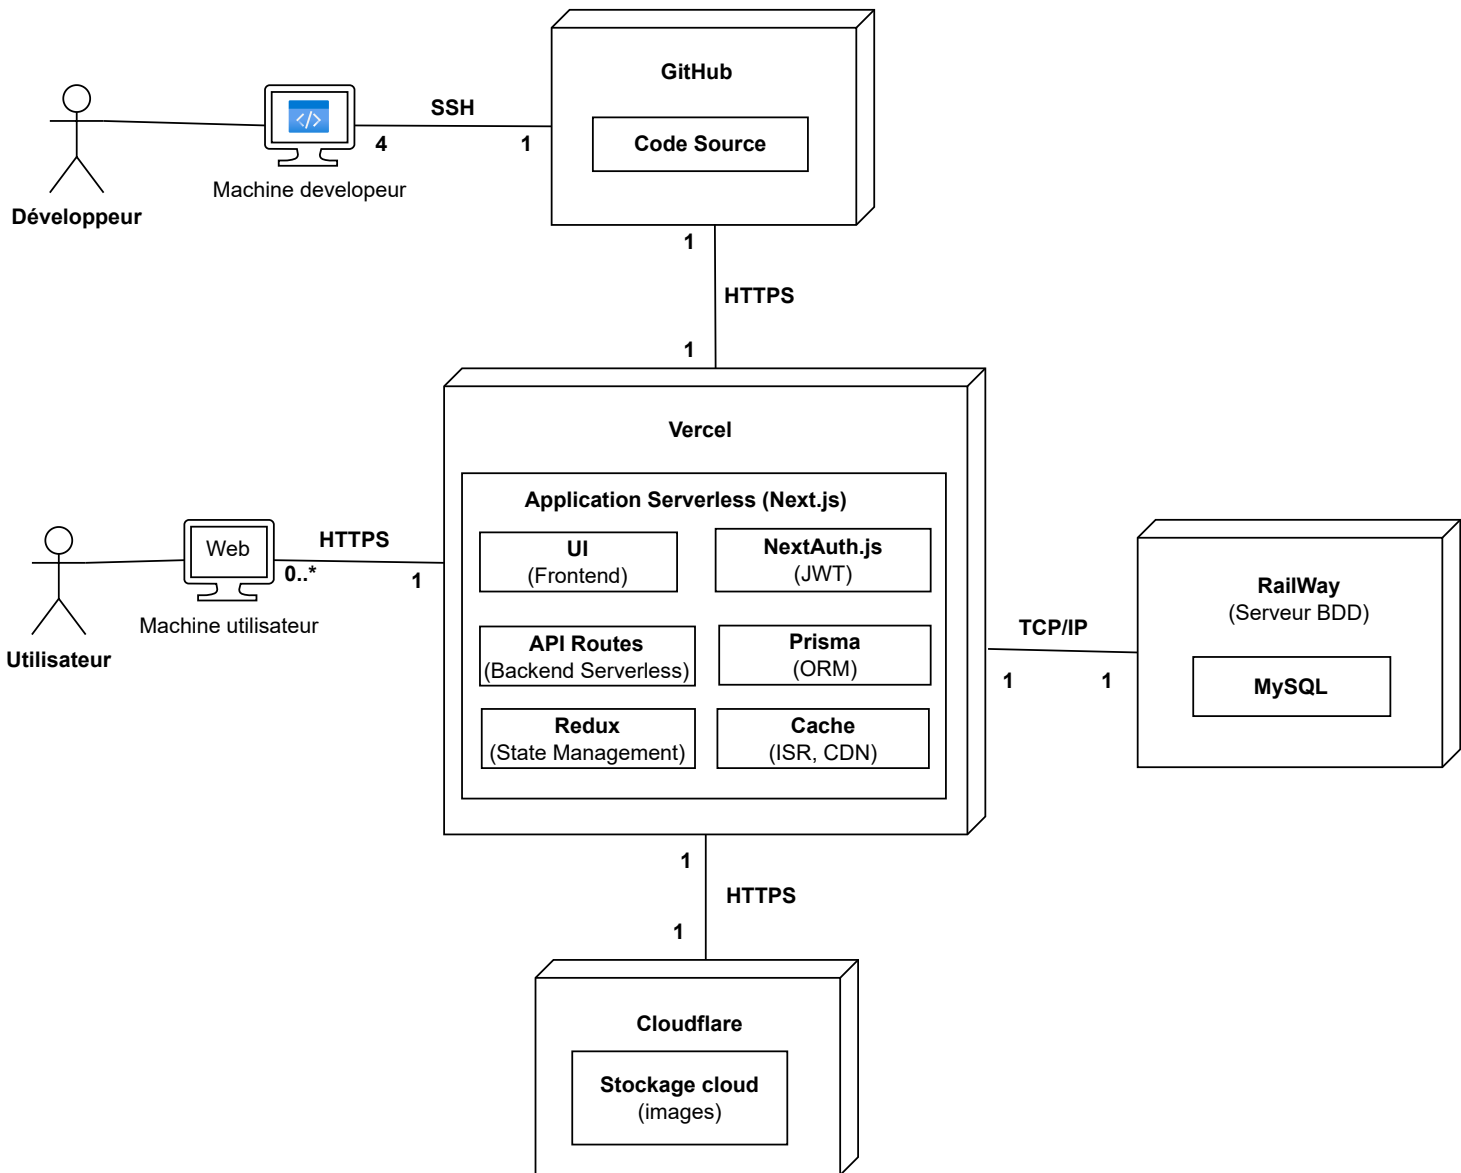 GitHub
Code Source
SSH
4
1
Machine developeur
Développeur
1
HTTPS
1
Vercel
Application Serverless (Next.js)
UI
(Frontend)
NextAuth.js
(JWT)
API Routes
(Backend Serverless)
Prisma
(ORM)
Redux
(State Management)
Cache
(ISR, CDN)
Web
HTTPS
0..*
1
Machine utilisateur
Utilisateur
TCP/IP
1
1
RailWay
(Serveur BDD)
MySQL
1
HTTPS
1
Cloudflare
Stockage cloud
(images)